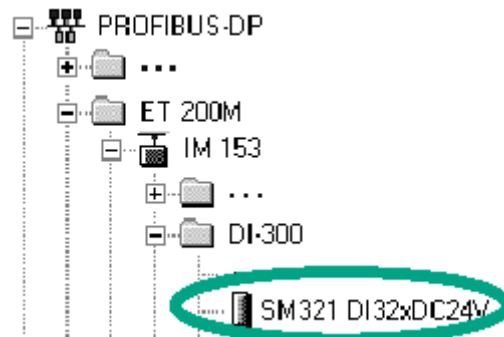 PROFIBUS-DP
...
ET 200M
IM 153
...
DI-300
SM321 DI32xDC24V